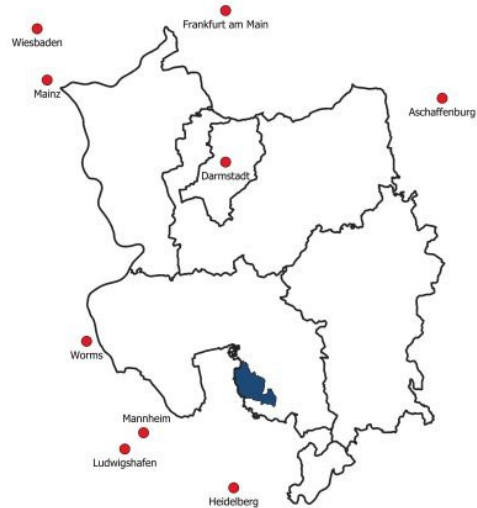 Frankfurt am Main
Wiesbaden
Mainz
Aschaffenburg
Darmstadt
Worms
Mannheim
Ludwigshafen
Heidelberg